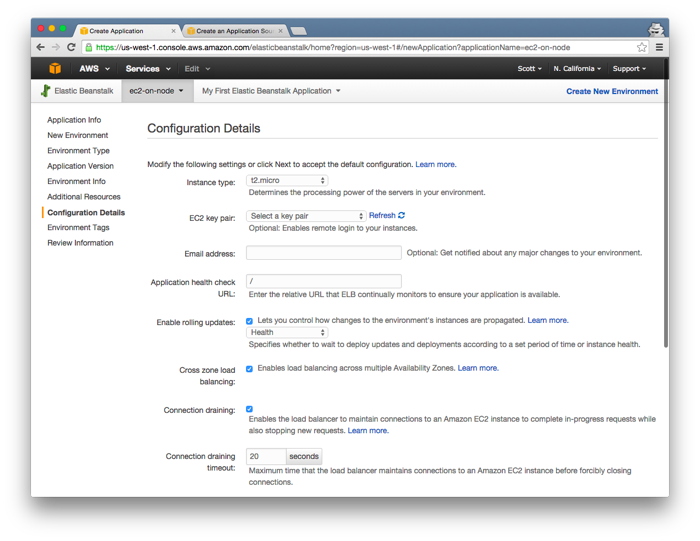 Create Application
Create an Application Sou
https://us-west-1.console.aws.amazon.com/elasticbeanstalk/home?region=us-west-1#/newApplication?applicationName=ec2-on-node
AWS Services Edit Scott N. California Support
Elastic Beanstalk ec2-on-node My First Elastic Beanstalk Application Create New Environment
Application Info
New Environment
Environment Type
Application Version
Environment Info
Additional Resources
Configuration Details
Environment Tags
Review Information
Configuration Details
Modify the following settings or click Next to accept the default configuration. Learn more.
Instance type: t2.micro
Determines the processing power of the servers in your environment.
EC2 key pair: Select a key pair Refresh
Optional: Enables remote login to your instances.
Email address: Optional: Get notified about any major changes to your environment.
Application health check
URL:
/
Enter the relative URL that ELB continually monitors to ensure your application is available.
Enable rolling updates: Lets you control how changes to the environment's instances are propagated. Learn more.
Health
Specifies whether to wait to deploy updates and deployments according to a set period of time or instance health.
Cross zone load
balancing:
Enables load balancing across multiple Availability Zones. Learn more.
Connection draining:
Enables the load balancer to maintain connections to an Amazon EC2 instance to complete in-progress requests while
also stopping new requests. Learn more.
Connection draining
timeout:
20 seconds
Maximum time that the load balancer maintains connections to an Amazon EC2 instance before forcibly closing
connections.